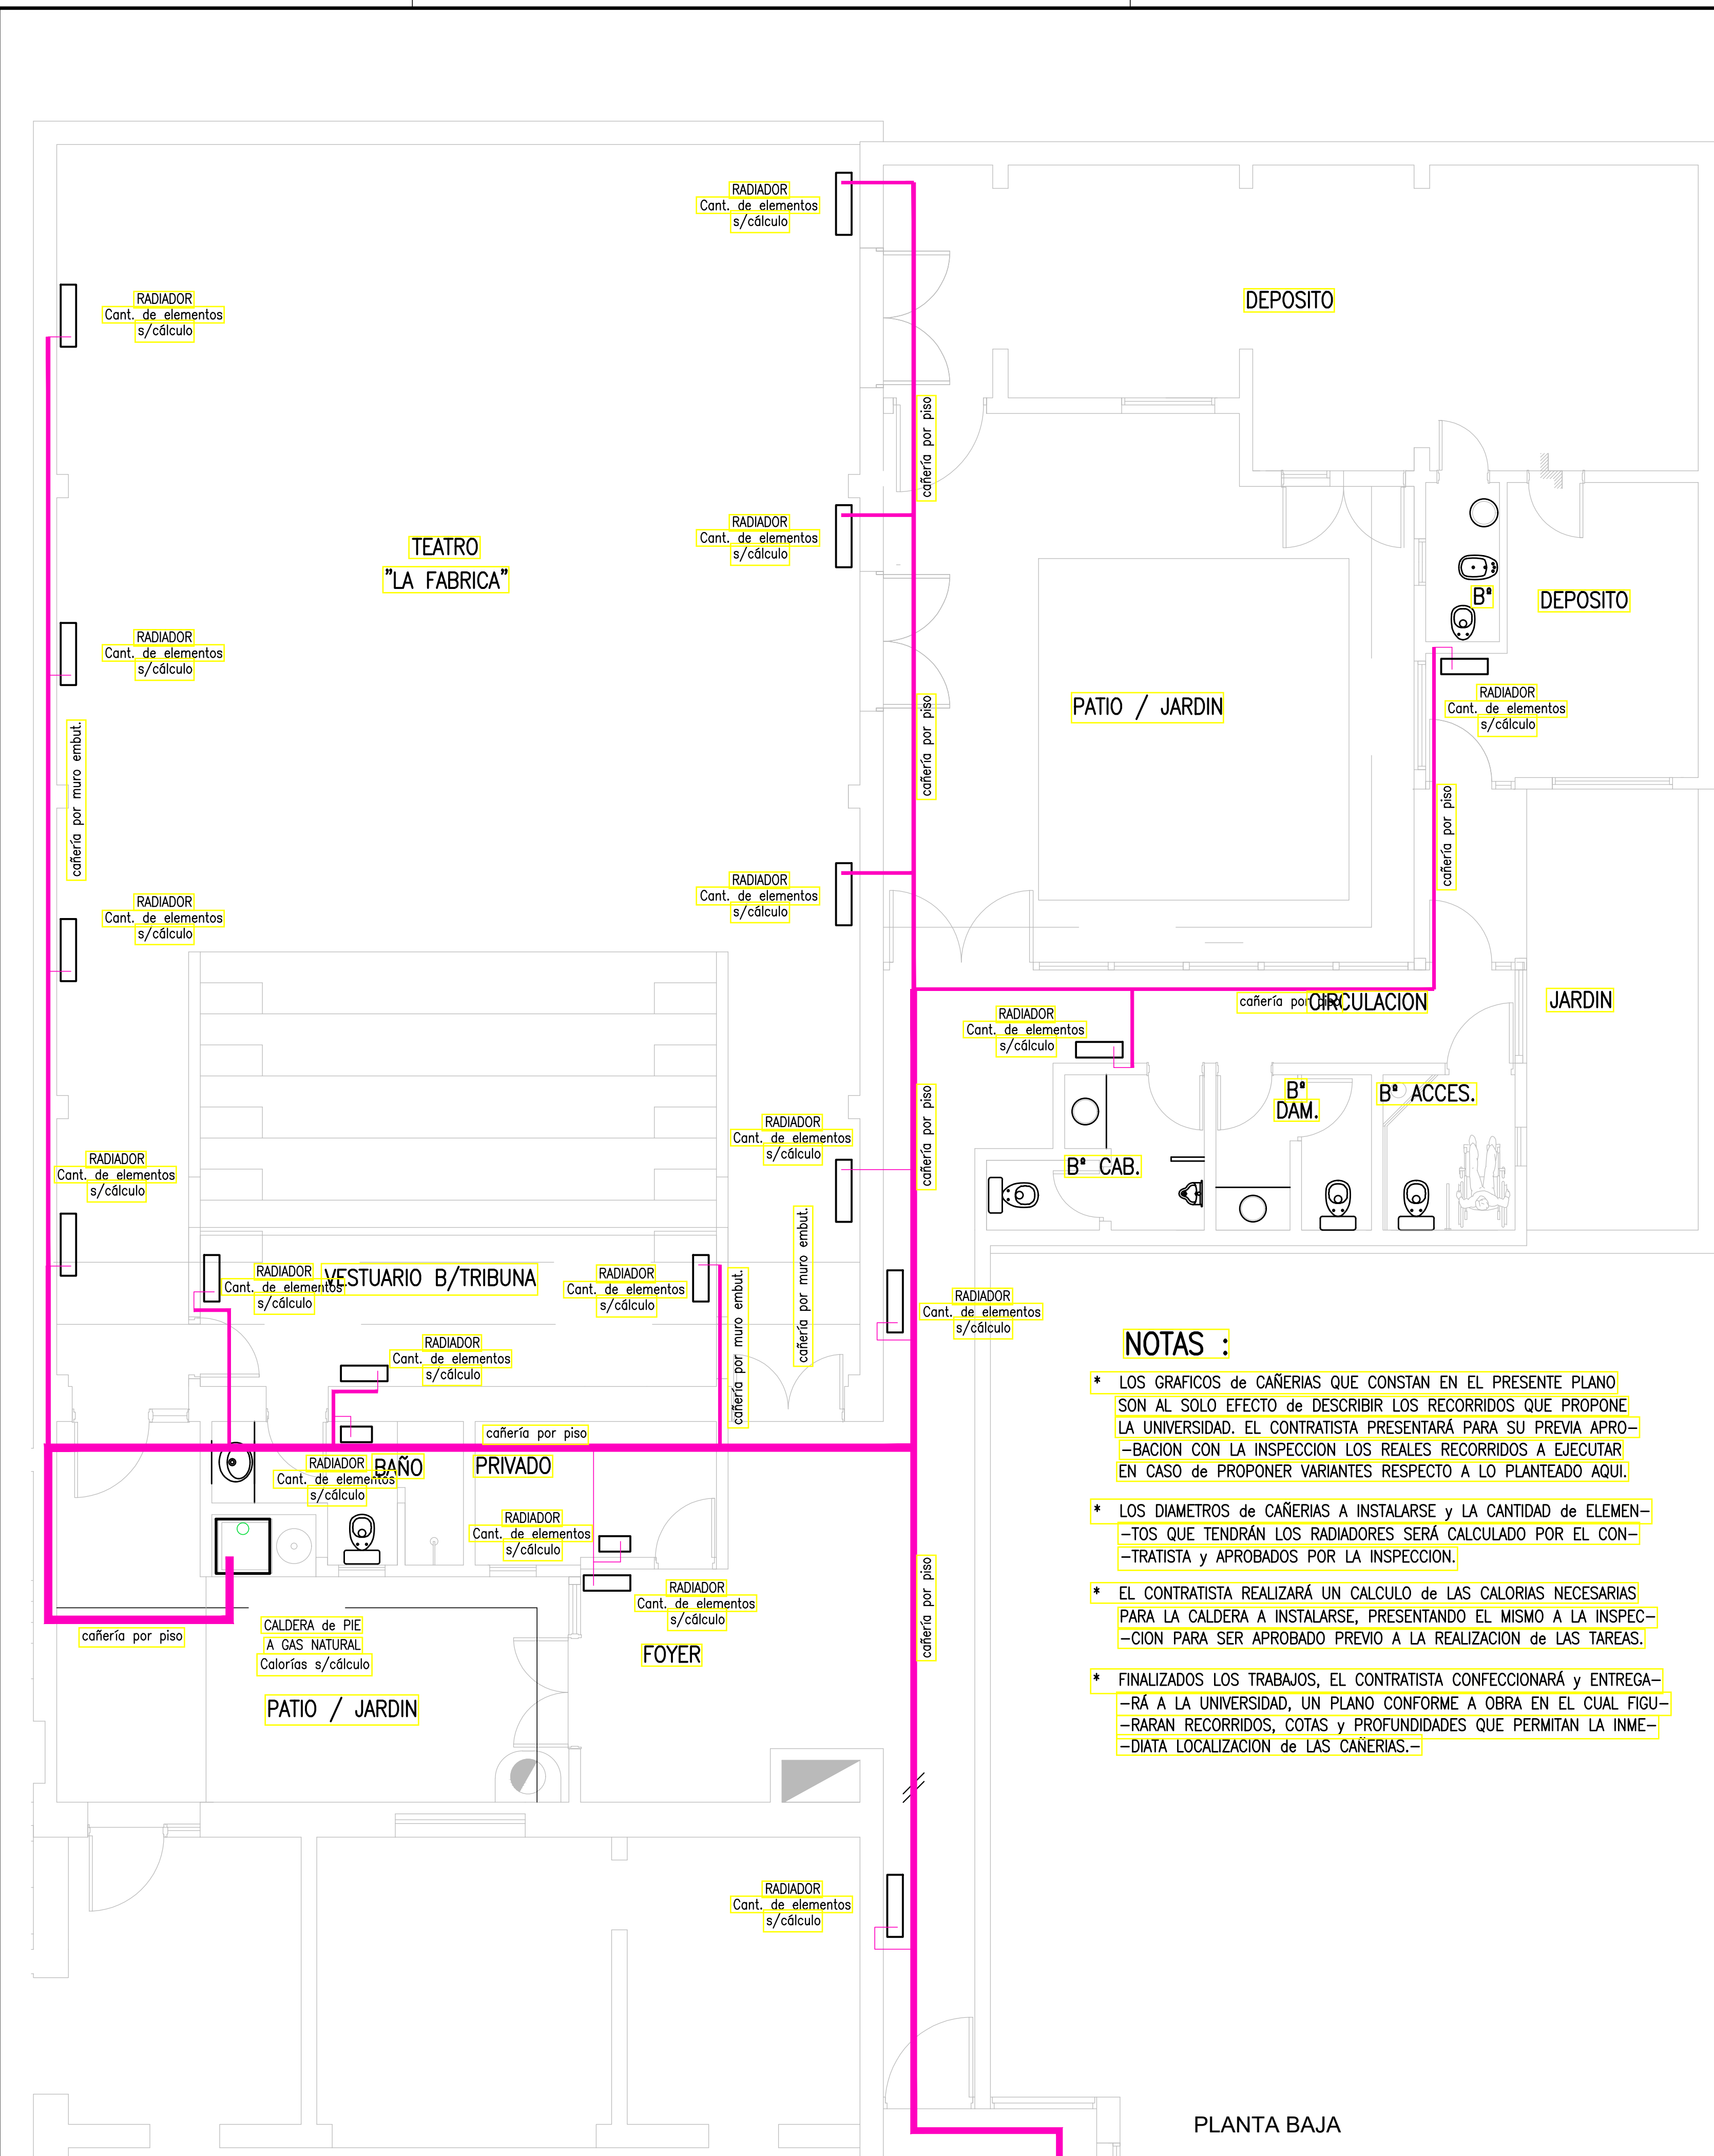 RADIADOR
Cant. de elementos
s/cálculo
RADIADOR
Cant. de elementos
s/cálculo
DEPOSITO
cañería por piso
RADIADOR
Cant. de elementos
s/cálculo
TEATRO
"LA FABRICA"
Bº
DEPOSITO
RADIADOR
Cant. de elementos
s/cálculo
PATIO / JARDIN
RADIADOR
Cant. de elementos
s/cálculo
cañería por muro embut.
cañería por piso
cañería por piso
RADIADOR
Cant. de elementos
s/cálculo
RADIADOR
Cant. de elementos
s/cálculo
cañería por piso
CIRCULACION
JARDIN
RADIADOR
Cant. de elementos
s/cálculo
Bº
DAM.
Bº ACCES.
RADIADOR
Cant. de elementos
s/cálculo
cañería por piso
Bº CAB.
RADIADOR
Cant. de elementos
s/cálculo
RADIADOR
Cant. de elementos
s/cálculo
VESTUARIO B/TRIBUNA
RADIADOR
Cant. de elementos
s/cálculo
cañería por muro embut.
cañería por muro embut.
RADIADOR
Cant. de elementos
s/cálculo
RADIADOR
Cant. de elementos
s/cálculo
cañería por piso
RADIADOR
Cant. de elementos
s/cálculo
BAÑO
PRIVADO
RADIADOR
Cant. de elementos
s/cálculo
RADIADOR
Cant. de elementos
s/cálculo
cañería por piso
cañería por piso
CALDERA de PIE
A GAS NATURAL
Calorías s/cálculo
FOYER
PATIO / JARDIN
RADIADOR
Cant. de elementos
s/cálculo
NOTAS :
* LOS GRAFICOS de CAÑERIAS QUE CONSTAN EN EL PRESENTE PLANO
SON AL SOLO EFECTO de DESCRIBIR LOS RECORRIDOS QUE PROPONE
LA UNIVERSIDAD. EL CONTRATISTA PRESENTARÁ PARA SU PREVIA APRO-
-BACION CON LA INSPECCION LOS REALES RECORRIDOS A EJECUTAR
EN CASO de PROPONER VARIANTES RESPECTO A LO PLANTEADO AQUI.
* LOS DIAMETROS de CAÑERIAS A INSTALARSE y LA CANTIDAD de ELEMEN-
-TOS QUE TENDRÁN LOS RADIADORES SERÁ CALCULADO POR EL CON-
-TRATISTA y APROBADOS POR LA INSPECCION.
* EL CONTRATISTA REALIZARÁ UN CALCULO de LAS CALORIAS NECESARIAS
PARA LA CALDERA A INSTALARSE, PRESENTANDO EL MISMO A LA INSPEC-
-CION PARA SER APROBADO PREVIO A LA REALIZACION de LAS TAREAS.
* FINALIZADOS LOS TRABAJOS, EL CONTRATISTA CONFECCIONARÁ y ENTREGA-
-RÁ A LA UNIVERSIDAD, UN PLANO CONFORME A OBRA EN EL CUAL FIGU-
-RARAN RECORRIDOS, COTAS y PROFUNDIDADES QUE PERMITAN LA INME-
-DIATA LOCALIZACION de LAS CAÑERIAS.-
PLANTA BAJA